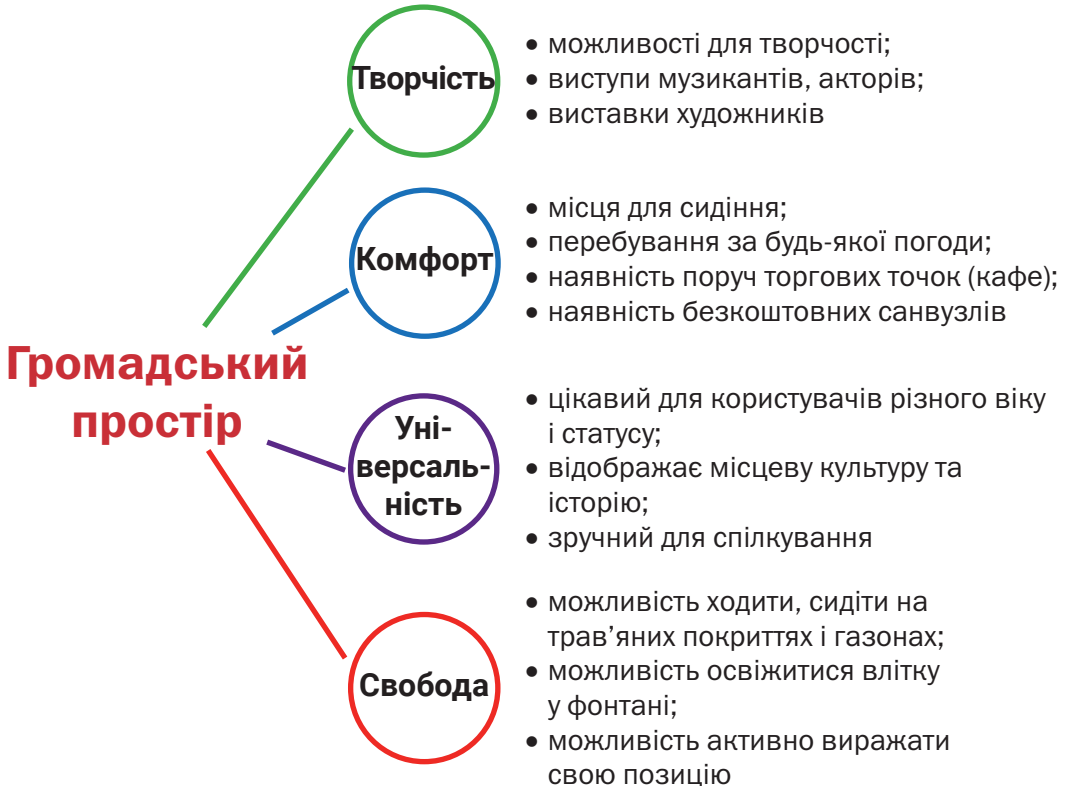 Громадський
простір
Творчість
• можливості для творчості;
• виступи музикантів, акторів;
• виставки художників
Комфорт
• місця для сидіння;
• перебування за будь-якої погоди;
• наявність поруч торгових точок (кафе);
• наявність безкоштовних санвузлів
Уні-
версаль-
ність
• цікавий для користувачів різного віку
і статусу;
• відображає місцеву культуру та
історію;
• зручний для спілкування
Свобода
• можливість ходити, сидіти на
трав’яних покриттях і газонах;
• можливість освіжитися влітку
у фонтані;
• можливість активно виражати
свою позицію